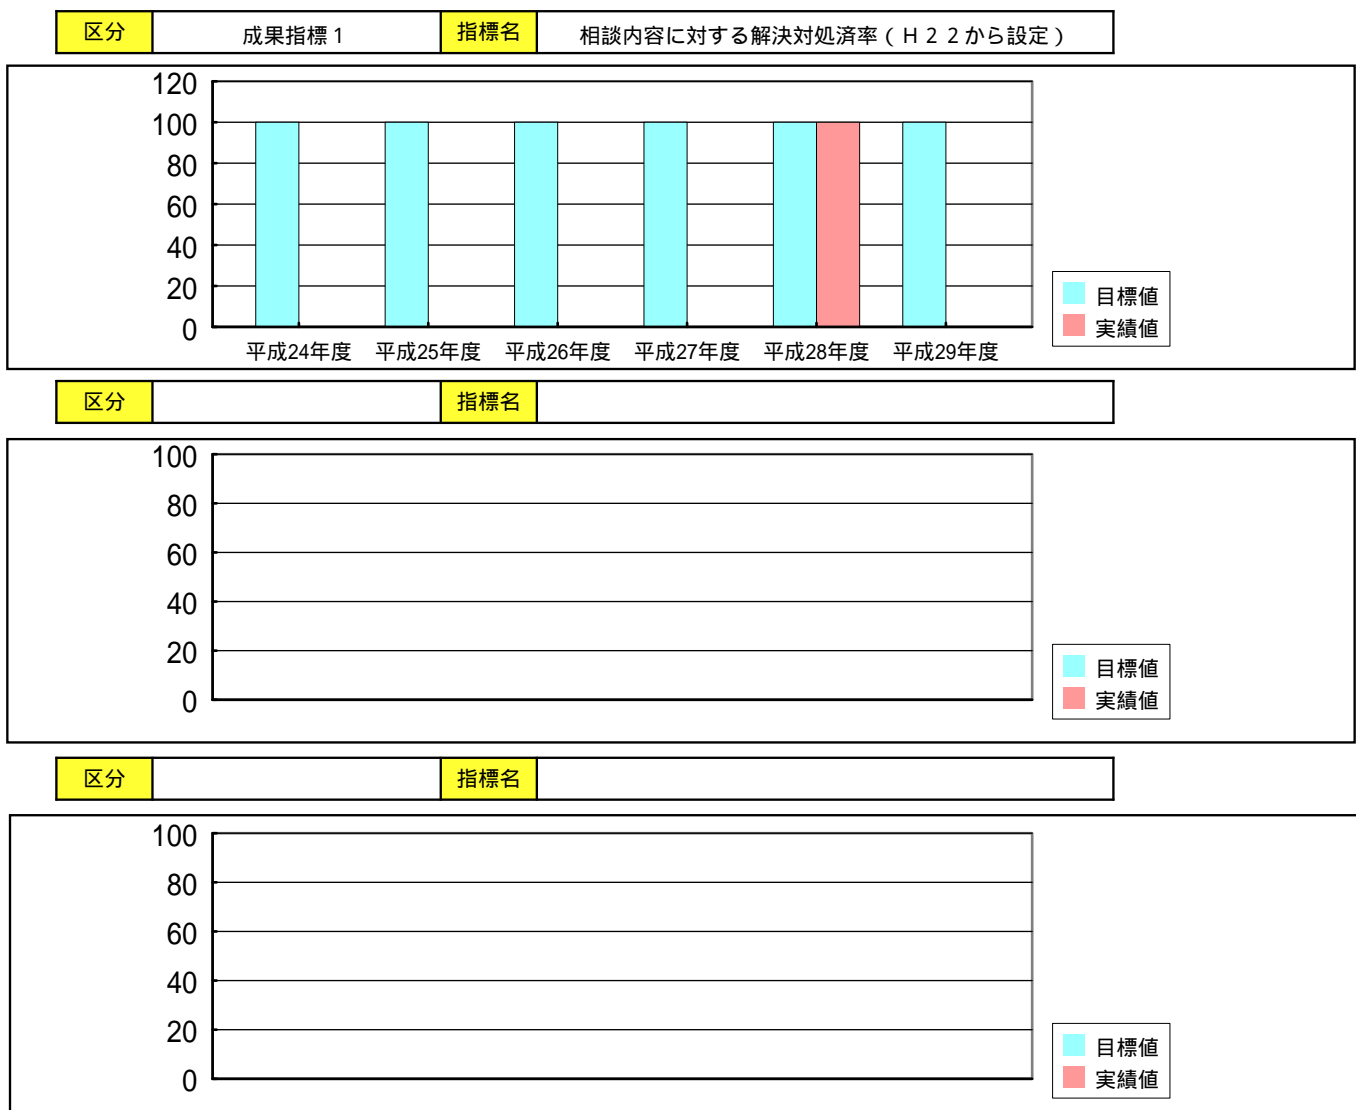 区分 成果指標１ 指標名 相談内容に対する解決対処済率（Ｈ２２から設定）
120
100
80
60
40
20
0
平成24年度 平成25年度 平成26年度 平成27年度 平成28年度 平成29年度
目標値
実績値
区分 指標名
100
80
60
40
20
0
目標値
実績値
区分 指標名
100
80
60
40
20
0
目標値
実績値